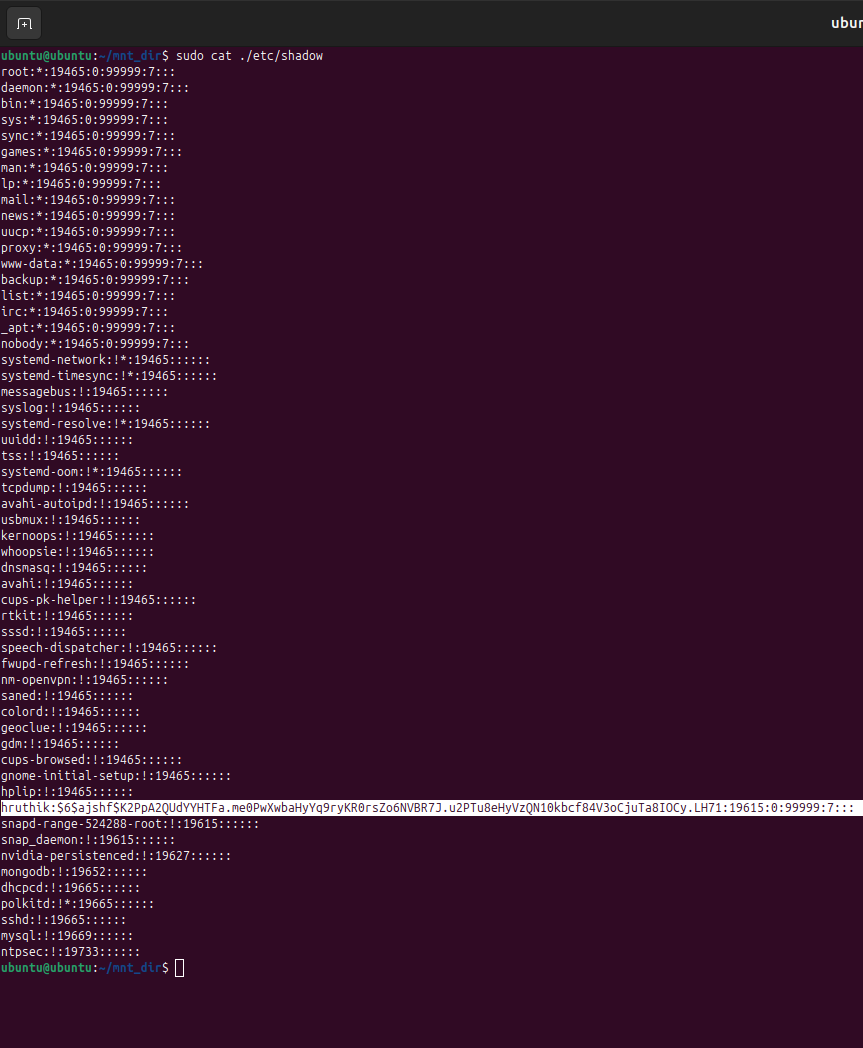 ubun
ubuntu@ubuntu:~/mnt_dir$ sudo cat ./etc/shadow
root:*:19465:0:99999:7:::
daemon:*:19465:0:99999:7:::
bin:*:19465:0:99999:7:::
sys:*:19465:0:99999:7:::
sync:*:19465:0:99999:7:::
games:*:19465:0:99999:7:::
man:*:19465:0:99999:7:::
lp:*:19465:0:99999:7:::
mail:*:19465:0:99999:7:::
news:*:19465:0:99999:7:::
uucp:*:19465:0:99999:7:::
proxy:*:19465:0:99999:7:::
www-data:*:19465:0:99999:7:::
backup:*:19465:0:99999:7:::
list:*:19465:0:99999:7:::
irc:*:19465:0:99999:7:::
_apt:*:19465:0:99999:7:::
nobody:*:19465:0:99999:7:::
systemd-network:!*:19465::::::
systemd-timesync:!*:19465::::::
messagebus:!:19465::::::
syslog:!:19465::::::
systemd-resolve:!*:19465::::::
uuidd:!:19465::::::
tss:!:19465::::::
systemd-oom:!*:19465::::::
tcpdump:!:19465::::::
avahi-autoipd:!:19465::::::
usbmux:!:19465::::::
kernoops:!:19465::::::
whoopsie:!:19465::::::
dnsmasq:!:19465::::::
avahi:!:19465::::::
cups-pk-helper:!:19465::::::
rtkit:!:19465::::::
sssd:!:19465::::::
speech-dispatcher:!:19465::::::
fwupd-refresh:!:19465::::::
nm-openvpn:!:19465::::::
saned:!:19465::::::
colord:!:19465::::::
geoclue:!:19465::::::
gdm:!:19465::::::
cups-browsed:!:19465::::::
gnome-initial-setup:!:19465::::::
hplip:!:19465::::::
hruthik:$6$ajshf$K2PpA2QUdYYHTFa.me0PwXwbaHyYq9ryKR0rsZo6NVBR7J.u2PTu8eHyVzQN10kbcf84V3oCjuTa8IOCy.LH71:19615:0:99999:7:::
snapd-range-524288-root:!:19615::::::
snap_daemon:!:19615::::::
nvidia-persistenced:!:19627::::::
mongodb:!:19652::::::
dhcpcd:!:19665::::::
polkitd:!*:19665::::::
sshd:!:19665::::::
mysql:!:19669::::::
ntpsec:!:19733::::::
ubuntu@ubuntu:~/mnt_dir$